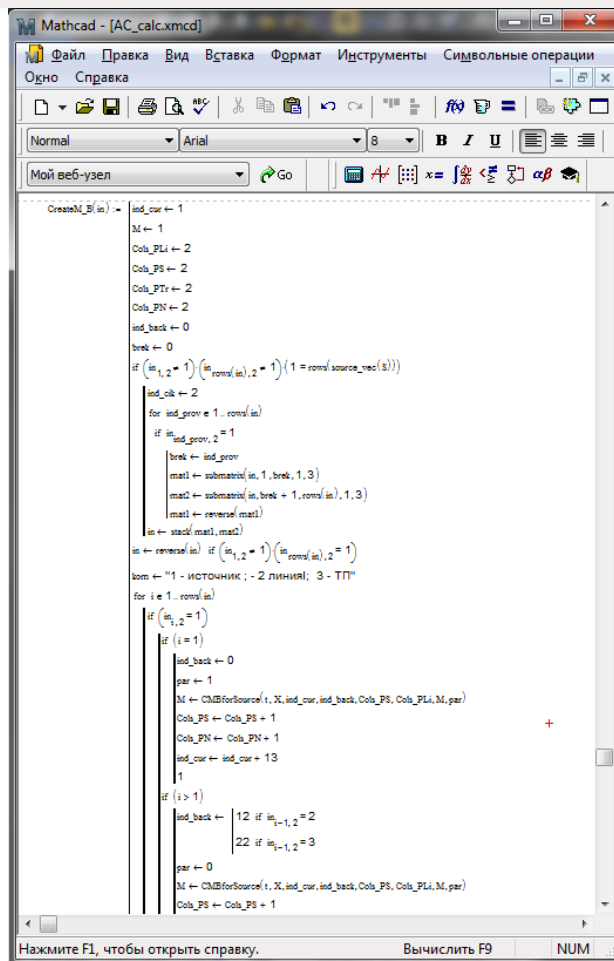 Mathcad - [AC_calc.xmcd]
Файл Правка Вид Вставка Формат Инструменты Символьные операции
Окно Справка
Normal Arial 8 B I U
Мой веб-узел Go
CreateM_B(in) := ind_cur ← 1
M ← 1
Cols_PLi ← 2
Cols_PS ← 2
Cols_PTr ← 2
Cols_PN ← 2
ind_back ← 0
brek ← 0
if (in1, 2 ≠ 1)·(inrows(in), 2 ≠ 1)·(1 = rows(source_vec(S)))
ind_cik ← 2
for ind_prov ∈ 1.. rows(in)
if inind_prov, 2 = 1
brek ← ind_prov
mat1 ← submatrix(in, 1, brek, 1, 3)
mat2 ← submatrix(in, brek + 1, rows(in), 1, 3)
mat1 ← reverse(mat1)
in ← stack(mat1, mat2)
in ← reverse(in) if (in1, 2 ≠ 1)·(inrows(in), 2 = 1)
kom ← "1 - источник ; - 2 линияI; 3 - ТП"
for i ∈ 1.. rows(in)
if (ini, 2 = 1)
if (i = 1)
ind_back ← 0
par ← 1
M ← CMBforSource(t, X, ind_cur, ind_back, Cols_PS, Cols_PLi, M, par)
Cols_PS ← Cols_PS + 1
Cols_PN ← Cols_PN + 1
ind_cur ← ind_cur + 13
1
if (i > 1)
ind_back ← 12 if ini−1, 2 = 2
22 if ini−1, 2 = 3
par ← 0
M ← CMBforSource(t, X, ind_cur, ind_back, Cols_PS, Cols_PLi, M, par)
Cols_PS ← Cols_PS + 1
Нажмите F1, чтобы открыть справку. Вычислить F9 NUM